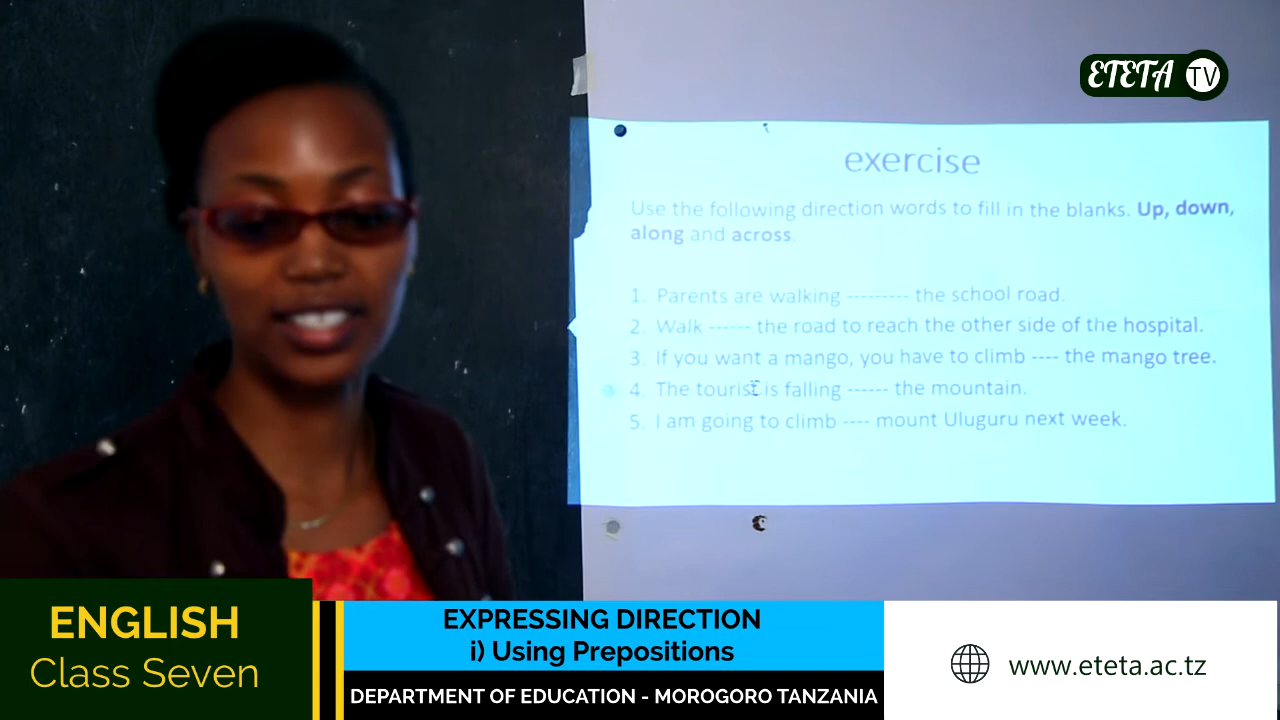 ETETA TV
exercise
Use the following direction words to fill in the blanks. Up, down,
along and across.
1. Parents are walking --------- the school road.
2. Walk ------ the road to reach the other side of the hospital.
3. If you want a mango, you have to climb ---- the mango tree.
4. The tourist is falling ------ the mountain.
5. I am going to climb ---- mount Uluguru next week.
ENGLISH
Class Seven
EXPRESSING DIRECTION
i) Using Prepositions
DEPARTMENT OF EDUCATION - MOROGORO TANZANIA
www.eteta.ac.tz